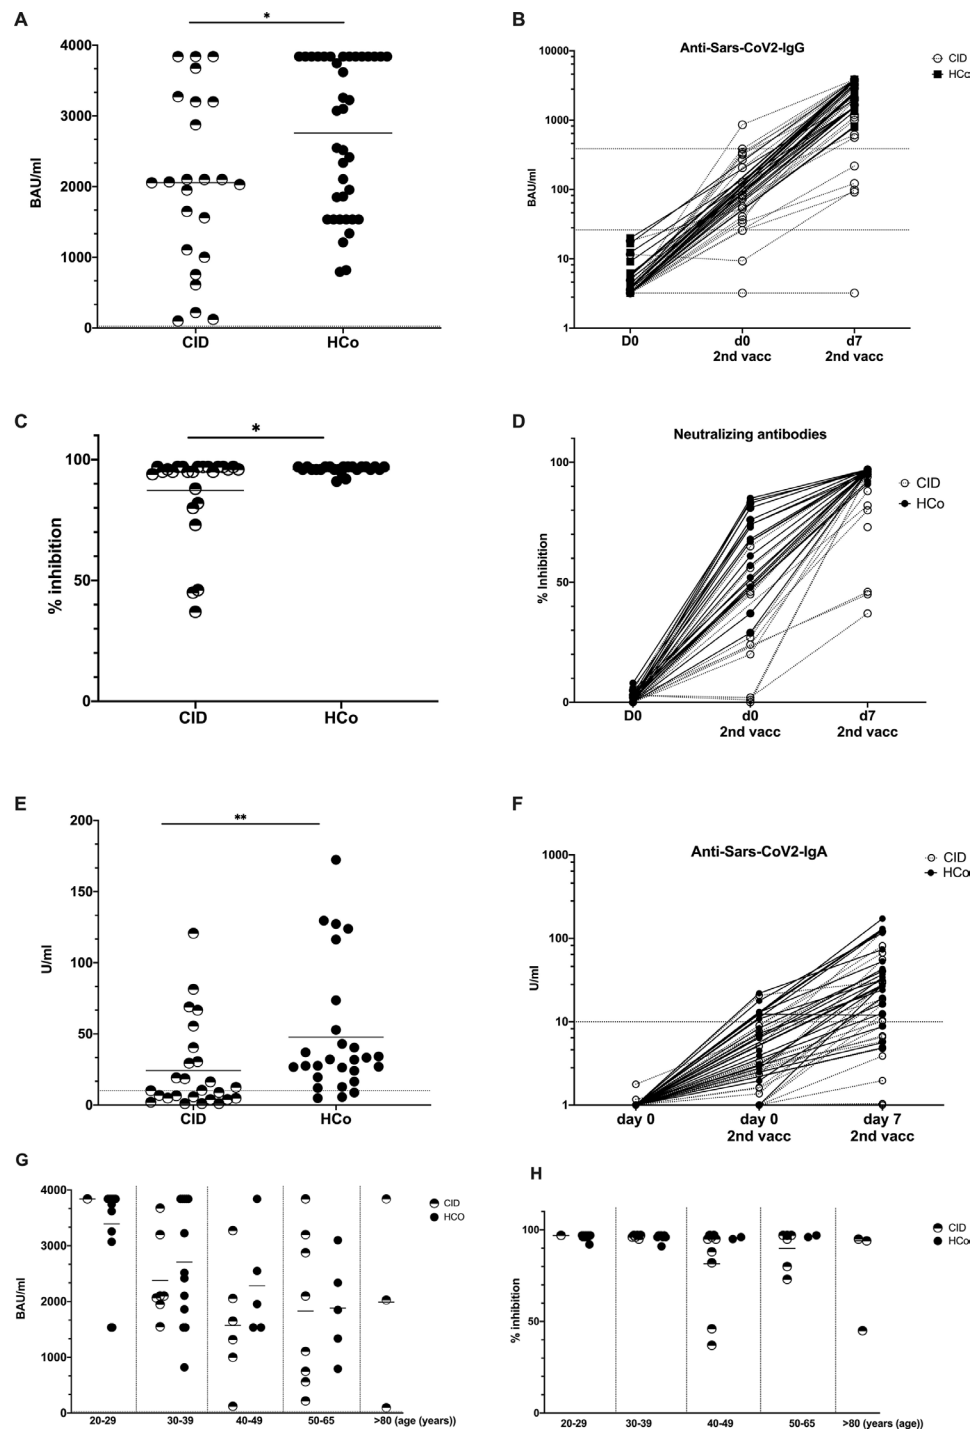 A
*
BAU/ml
4000
3000
2000
1000
0
CID
HCo
B
Anti-Sars-CoV2-IgG
CID
HCo
BAU/ml
10000
1000
100
10
1
D0
d0
2nd vacc
d7
2nd vacc
C
*
% inhibition
100
50
0
CID
HCo
D
Neutralizing antibodies
CID
HCo
% Inhibition
100
50
0
D0
d0
2nd vacc
d7
2nd vacc
E
**
U/ml
200
150
100
50
0
CID
HCo
F
Anti-Sars-CoV2-IgA
CID
HCo
U/ml
1000
100
10
1
day 0
day 0
2nd vacc
day 7
2nd vacc
G
CID
HCO
BAU/ml
4000
3000
2000
1000
0
20-29
30-39
40-49
50-65
>80 (age (years))
H
CID
HCo
% inhibition
100
50
0
20-29
30-39
40-49
50-65
>80 (years (age))